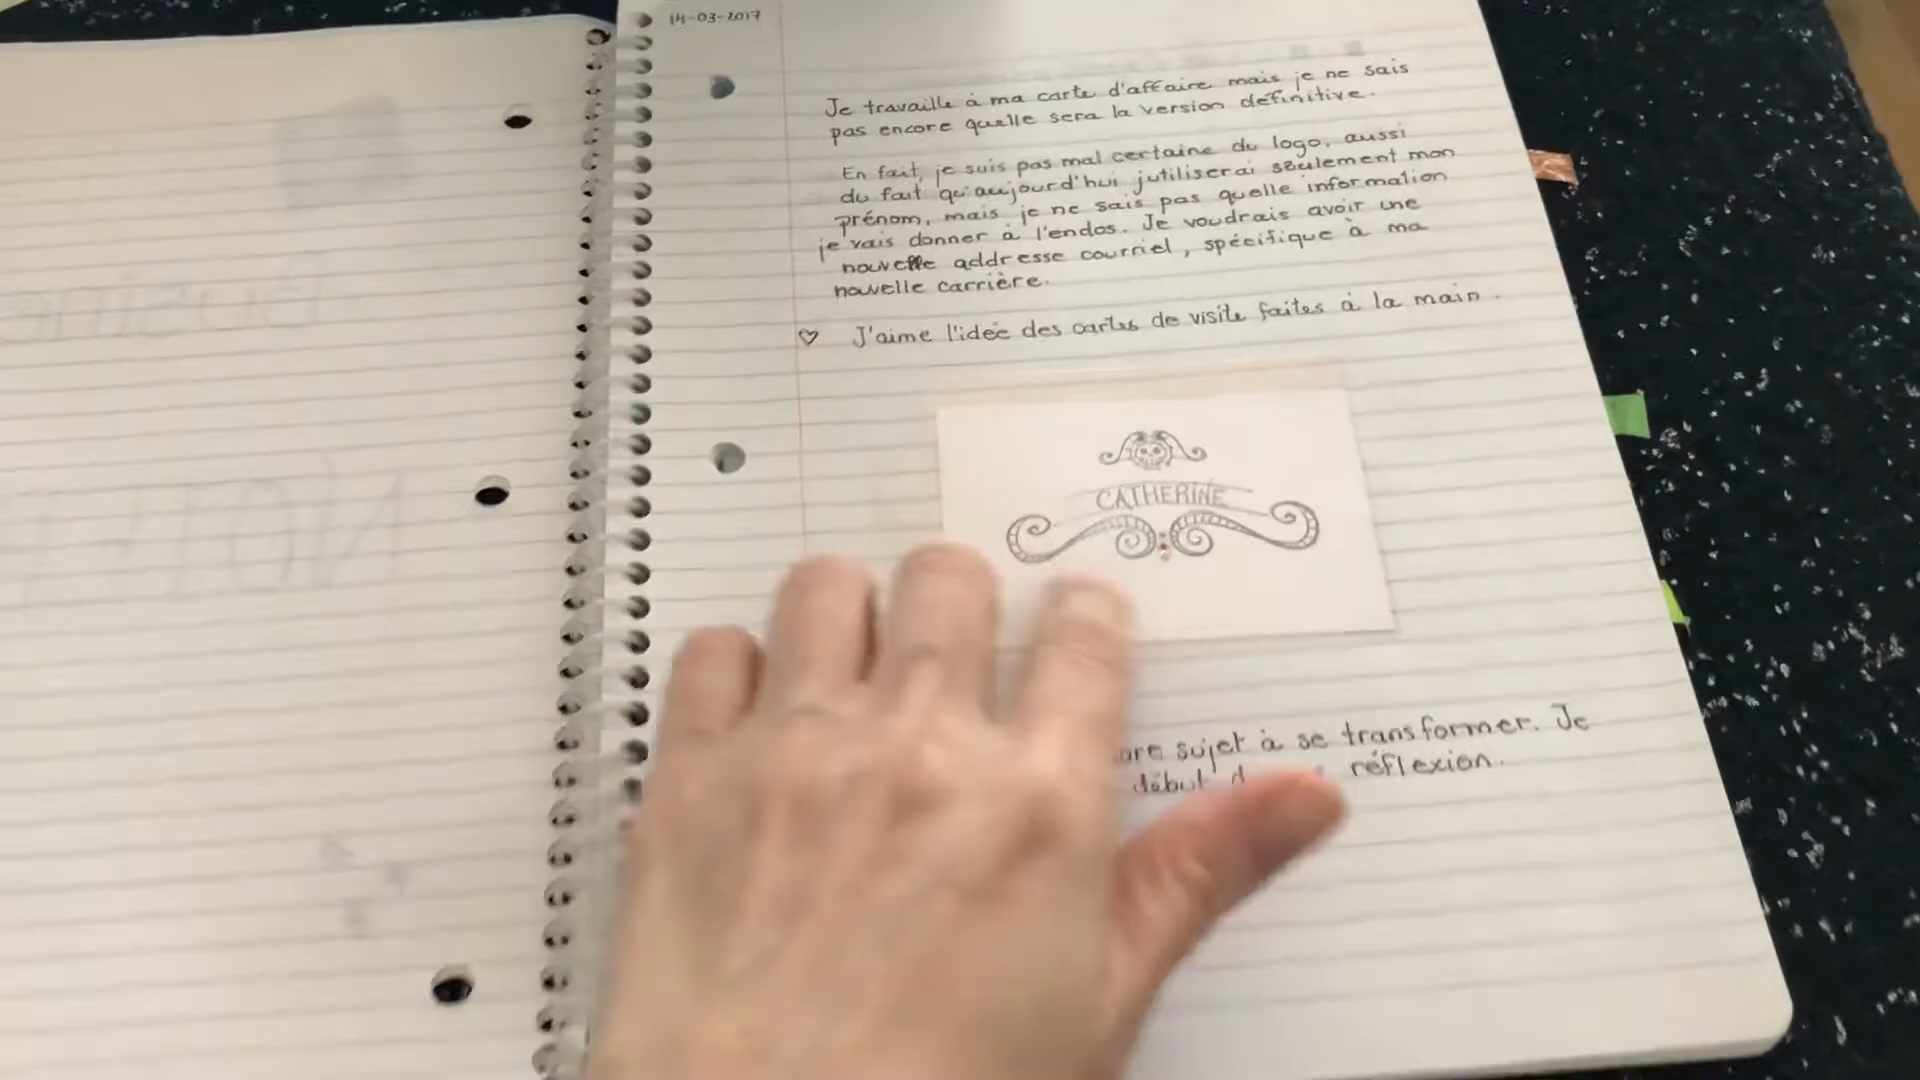 14-03-2017
Je travaille à ma carte d'affaire mais je ne sais
pas encore quelle sera la version définitive.
En fait, je suis pas mal certaine du logo, aussi
du fait qu'aujourd'hui jutiliserai seulement mon
prénom, mais je ne sais pas quelle information
je vais donner à l'endos. Je voudrais avoir une
nouvelle addresse courriel, spécifique à ma
nouvelle carrière.
♡ J'aime l'idée des cartes de visite faites à la main.
CATHERINE
sujet à se transformer. Je
début réflexion.